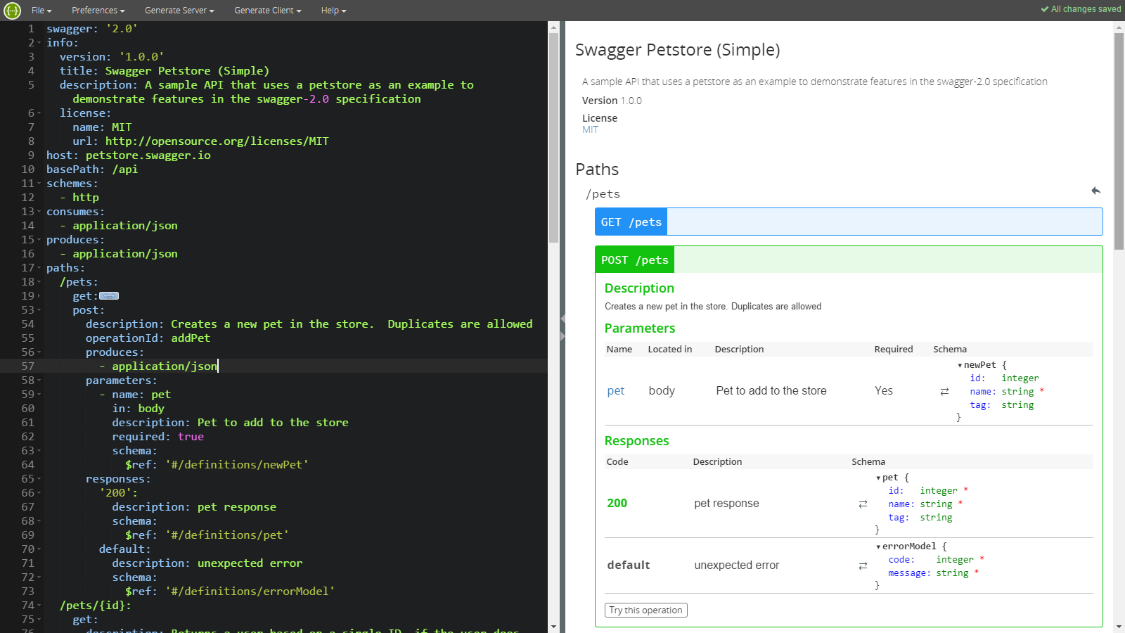 File Preferences Generate Server Generate Client Help
✔ All changes saved
1 swagger: '2.0'
2 info:
3 version: '1.0.0'
4 title: Swagger Petstore (Simple)
5 description: A sample API that uses a petstore as an example to
demonstrate features in the swagger-2.0 specification
6 license:
7 name: MIT
8 url: http://opensource.org/licenses/MIT
9 host: petstore.swagger.io
10 basePath: /api
11 schemes:
12 - http
13 consumes:
14 - application/json
15 produces:
16 - application/json
17 paths:
18 /pets:
19 get:
53 post:
54 description: Creates a new pet in the store.  Duplicates are allowed
55 operationId: addPet
56 produces:
57 - application/json
58 parameters:
59 - name: pet
60 in: body
61 description: Pet to add to the store
62 required: true
63 schema:
64 $ref: '#/definitions/newPet'
65 responses:
66 '200':
67 description: pet response
68 schema:
69 $ref: '#/definitions/pet'
70 default:
71 description: unexpected error
72 schema:
73 $ref: '#/definitions/errorModel'
74 /pets/{id}:
75 get:
76 description: Returns a user based on a single ID, if the user does
Swagger Petstore (Simple)
A sample API that uses a petstore as an example to demonstrate features in the swagger-2.0 specification
Version 1.0.0
License
MIT
Paths
/pets
GET /pets
POST /pets
Description
Creates a new pet in the store. Duplicates are allowed
Parameters
Name Located in Description Required Schema
pet body Pet to add to the store Yes ⇄
▾newPet {
id: integer
name: string *
tag: string
}
Responses
Code Description Schema
200 pet response ⇄
▾pet {
id: integer *
name: string *
tag: string
}
default unexpected error ⇄
▾errorModel {
code: integer *
message: string *
}
Try this operation